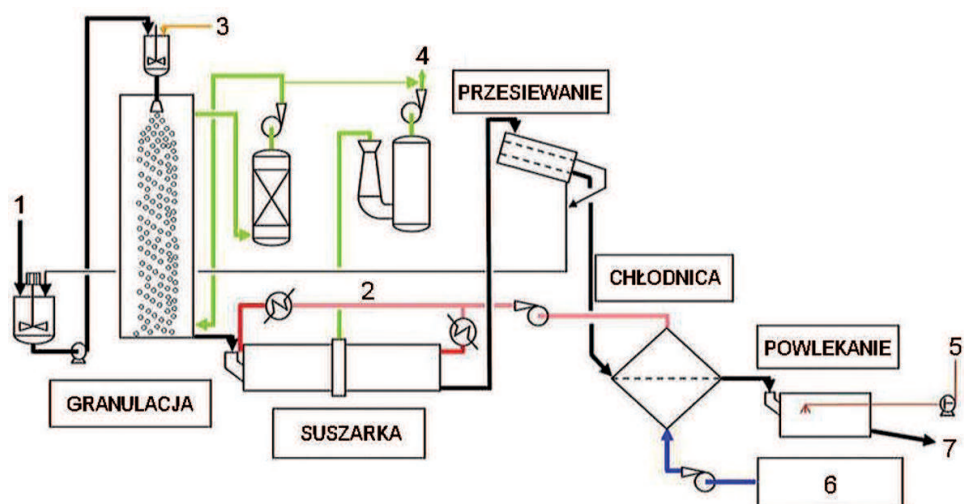 3
4
PRZESIEWANIE
1
CHŁODNICA
2
POWLEKANIE
5
GRANULACJA
SUSZARKA
7
6